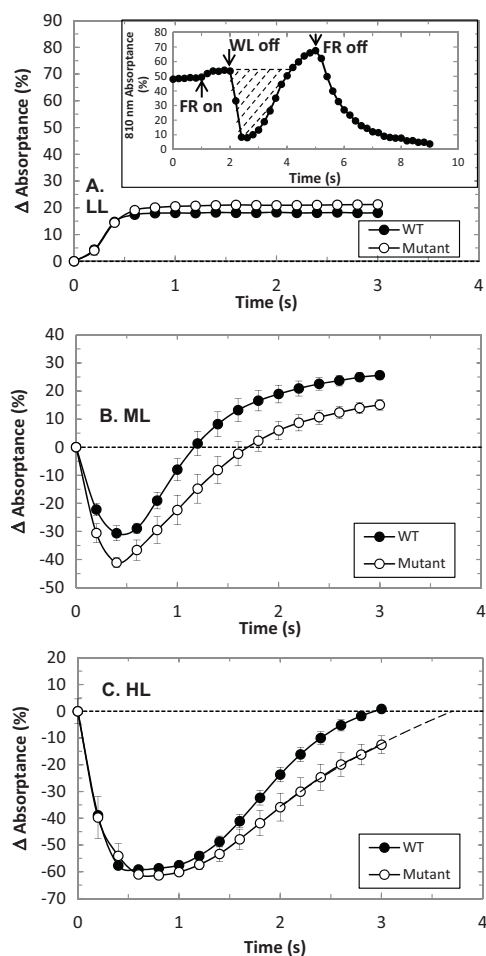 90
80
70
60
50
40
30
20
10
0
-10
Δ Absorptance (%)
A.
LL
80
70
60
50
40
30
20
10
0
810 nm Absorptance
(%)
WL off
FR off
FR on
0 2 4 6 8 10
Time (s)
WT
Mutant
0 1 2 3 4
Time (s)
40
30
20
10
0
-10
-20
-30
-40
-50
Δ Absorptance (%)
B. ML
WT
Mutant
0 1 2 3 4
Time (s)
20
10
0
-10
-20
-30
-40
-50
-60
-70
Δ Absorptance (%)
C. HL
WT
Mutant
0 1 2 3 4
Time (s)